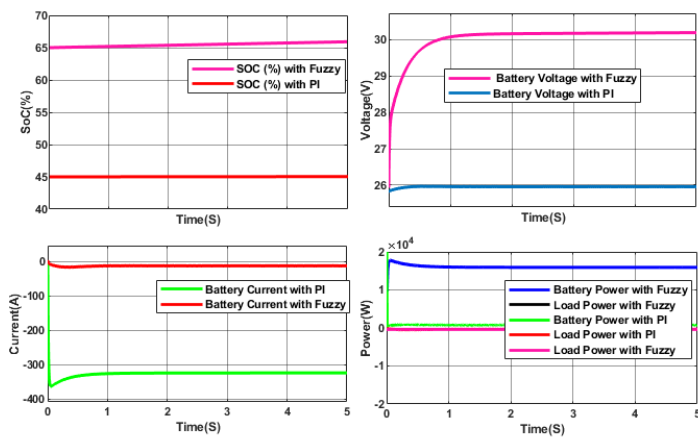 70
65
60
55
50
45
40
SoC(%)
SOC (%) with Fuzzy
SOC (%) with PI
Time(S)
30
28
26
Voltage(V)
Battery Voltage with Fuzzy
Battery Voltage with PI
Time(S)
0
-100
-200
-300
-400
Current(A)
Battery Current with PI
Battery Current with Fuzzy
0 1 2 3 4 5
Time(S)
×10⁴
2
1
0
-1
-2
Power(W)
Battery Power with Fuzzy
Load Power with Fuzzy
Battery Power with PI
Load Power with PI
Load Power with Fuzzy
0 1 2 3 4 5
Time(S)